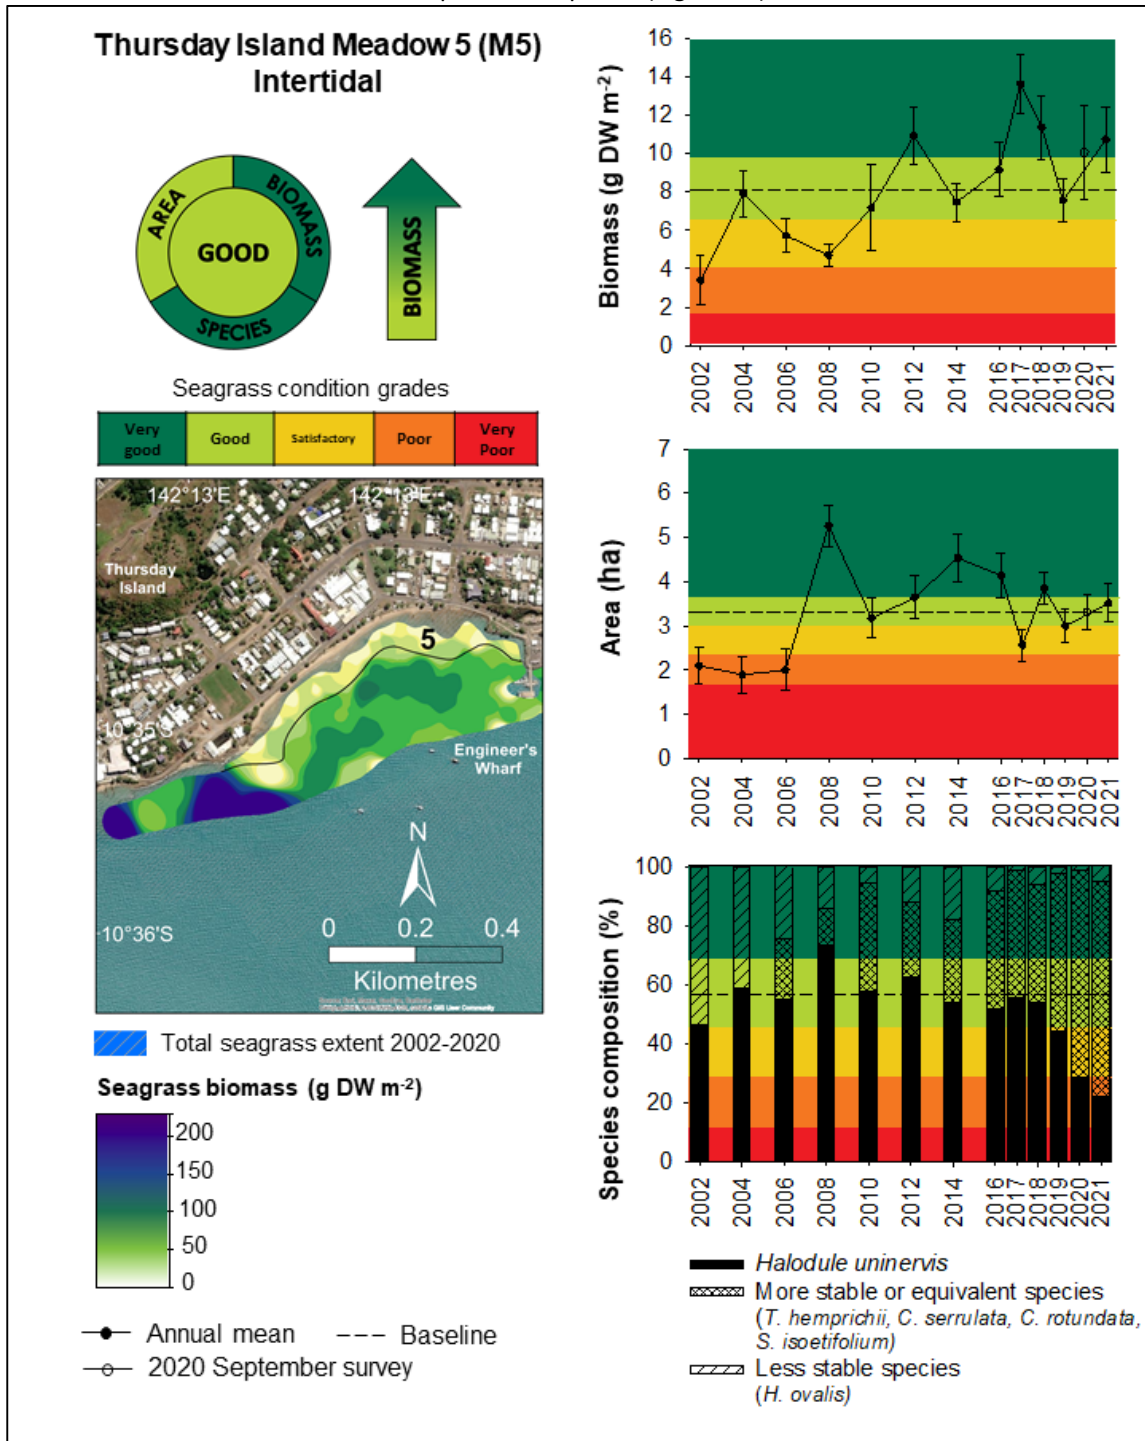 Thursday Island Meadow 5 (M5)
Intertidal
AREA
BIOMASS
SPECIES
GOOD
BIOMASS
Seagrass condition grades
Very good
Good
Satisfactory
Poor
Very Poor
142°13'E
142°13'E
Thursday
Island
5
10°35'S
Engineer's
Wharf
N
10°36'S
0 0.2 0.4
Kilometres
Total seagrass extent 2002-2020
Seagrass biomass (g DW m-2)
200
150
100
50
0
Annual mean
Baseline
2020 September survey
Biomass (g DW m-2)
16
14
12
10
8
6
4
2
0
2002 2004 2006 2008 2010 2012 2014 2016 2017 2018 2019 2020 2021
Area (ha)
7
6
5
4
3
2
1
0
2002 2004 2006 2008 2010 2012 2014 2016 2017 2018 2019 2020 2021
Species composition (%)
100
80
60
40
20
0
2002 2004 2006 2008 2010 2012 2014 2016 2017 2018 2019 2020 2021
Halodule uninervis
More stable or equivalent species
(T. hemprichii, C. serrulata, C. rotundata,
S. isoetifolium)
Less stable species
(H. ovalis)